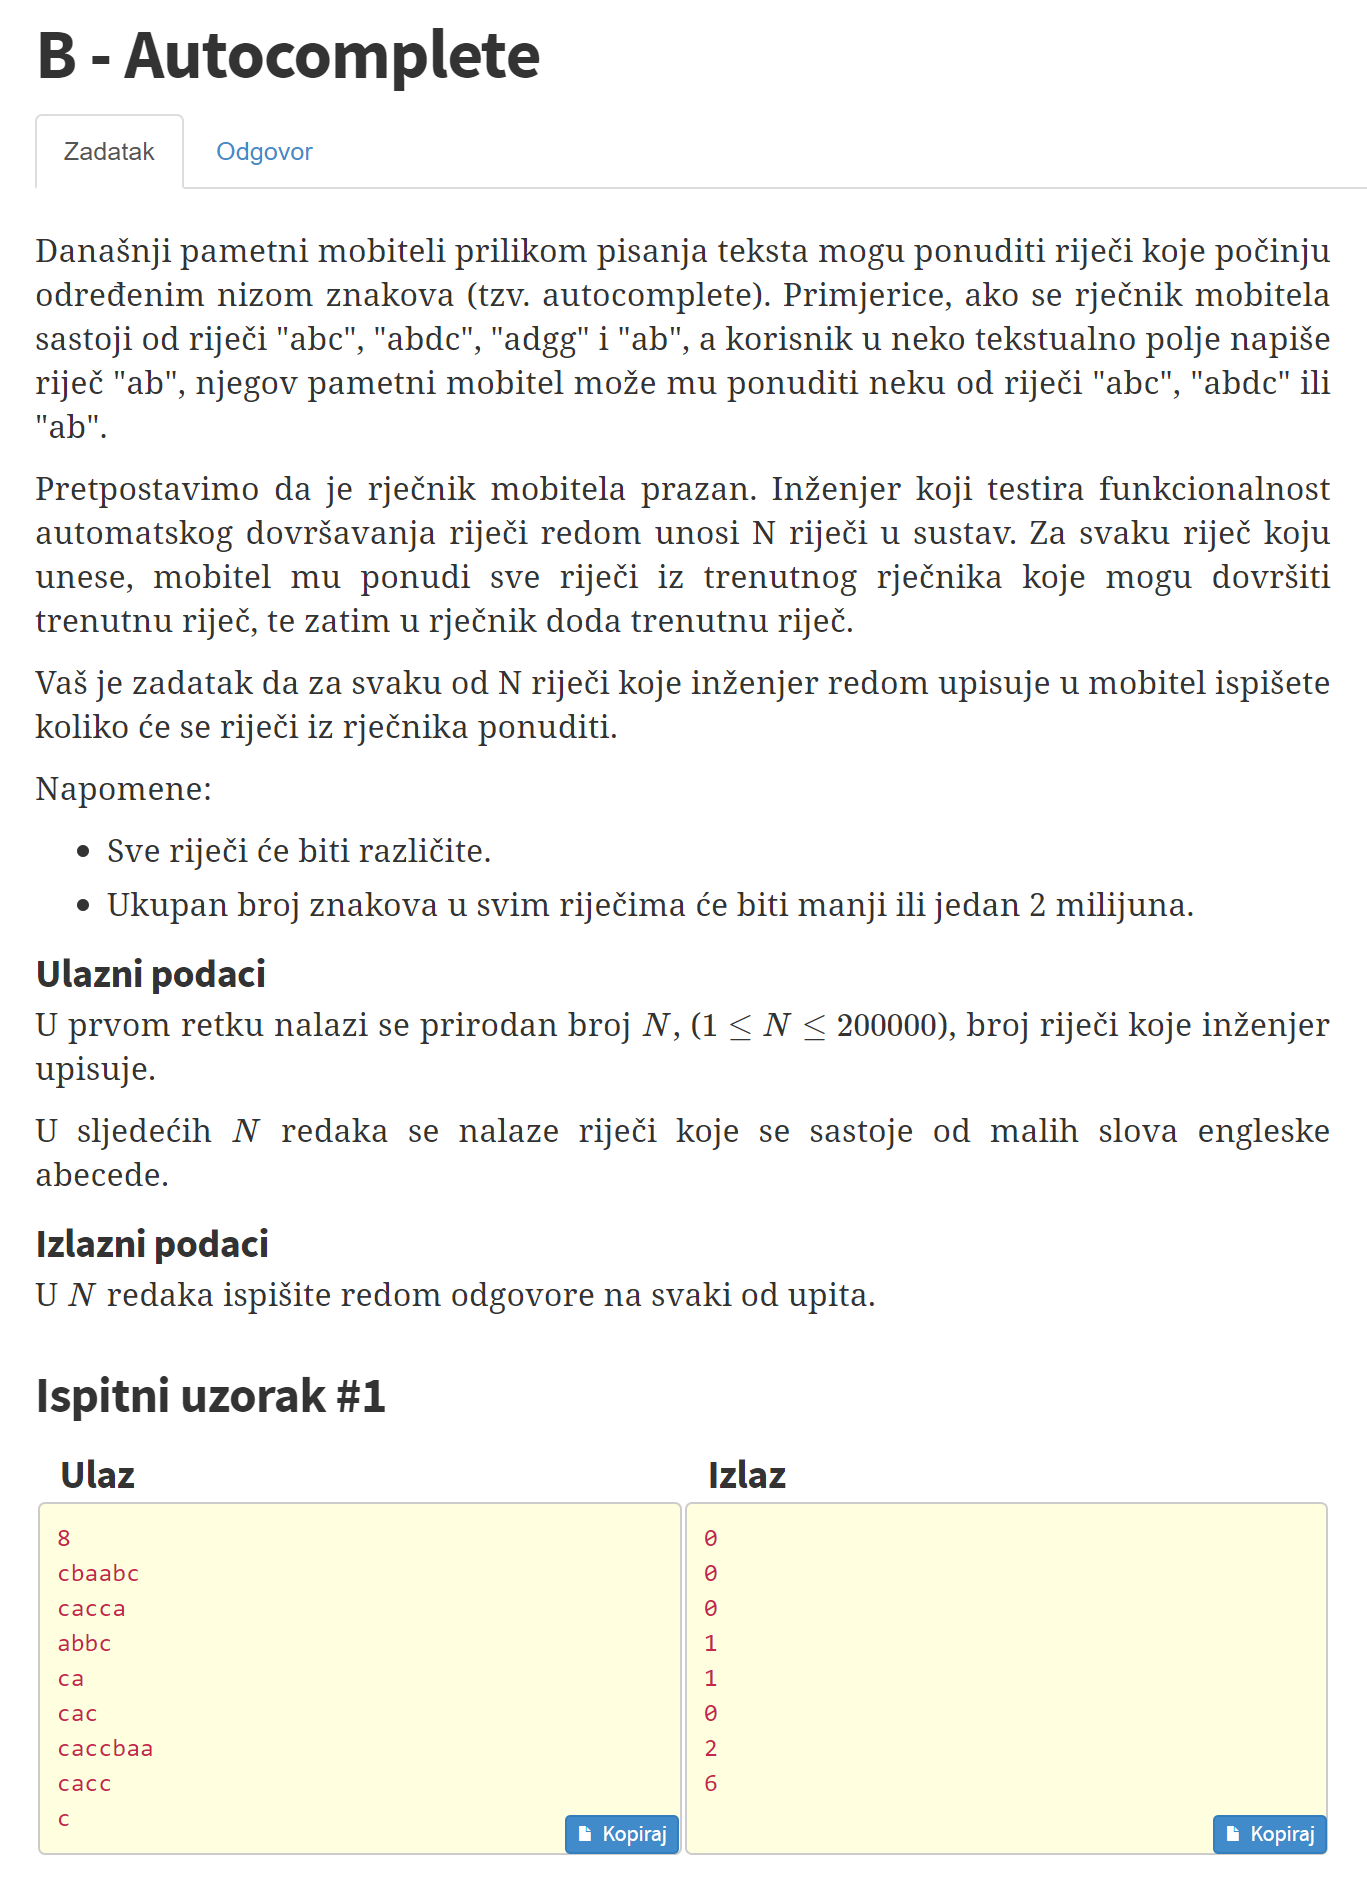 B - Autocomplete
Zadatak
Odgovor
Današnji pametni mobiteli prilikom pisanja teksta mogu ponuditi riječi koje počinju
određenim nizom znakova (tzv. autocomplete). Primjerice, ako se rječnik mobitela
sastoji od riječi "abc", "abdc", "adgg" i "ab", a korisnik u neko tekstualno polje napiše
riječ "ab", njegov pametni mobitel može mu ponuditi neku od riječi "abc", "abdc" ili
"ab".
Pretpostavimo da je rječnik mobitela prazan. Inženjer koji testira funkcionalnost
automatskog dovršavanja riječi redom unosi N riječi u sustav. Za svaku riječ koju
unese, mobitel mu ponudi sve riječi iz trenutnog rječnika koje mogu dovršiti
trenutnu riječ, te zatim u rječnik doda trenutnu riječ.
Vaš je zadatak da za svaku od N riječi koje inženjer redom upisuje u mobitel ispišete
koliko će se riječi iz rječnika ponuditi.
Napomene:
• Sve riječi će biti različite.
• Ukupan broj znakova u svim riječima će biti manji ili jedan 2 milijuna.
Ulazni podaci
U prvom retku nalazi se prirodan broj N, (1 ≤ N ≤ 200000), broj riječi koje inženjer
upisuje.
U sljedećih N redaka se nalaze riječi koje se sastoje od malih slova engleske
abecede.
Izlazni podaci
U N redaka ispišite redom odgovore na svaki od upita.
Ispitni uzorak #1
Ulaz
8
cbaabc
cacca
abbc
ca
cac
caccbaa
cacc
c
Kopiraj
Izlaz
0
0
0
1
1
0
2
6
Kopiraj